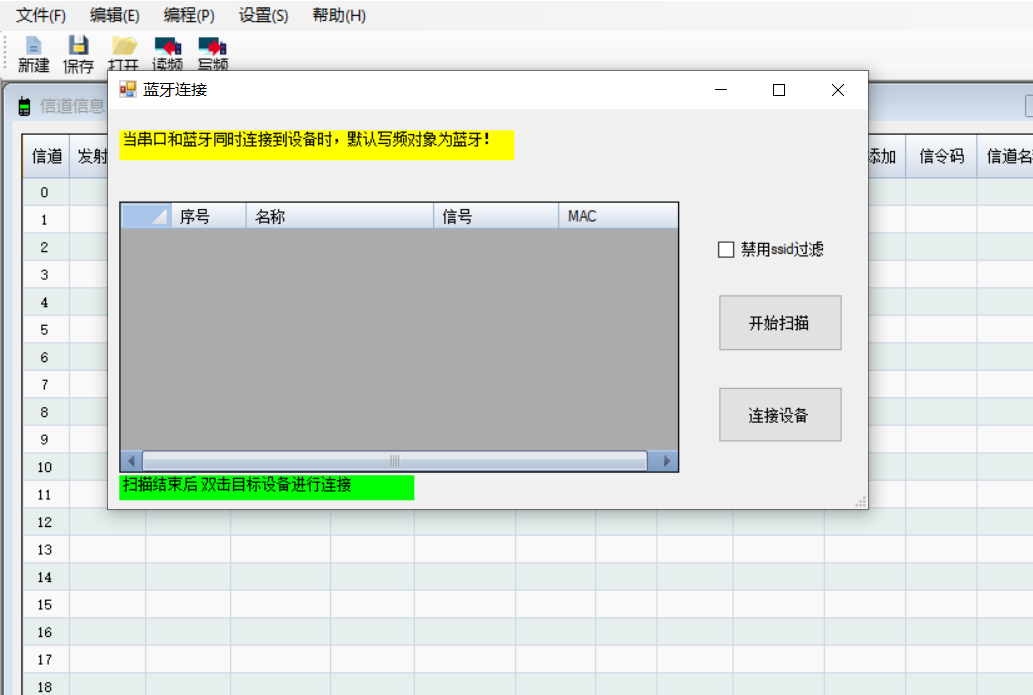 文件(F) 编辑(E) 编程(P) 设置(S) 帮助(H)
新建 保存 打开 读频 写频
蓝牙连接
信道信息
当串口和蓝牙同时连接到设备时，默认写频对象为蓝牙！
信道 发射 添加 信令码 信道名
序号 名称 信号 MAC
禁用ssid过滤
开始扫描
连接设备
扫描结束后 双击目标设备进行连接
0
1
2
3
4
5
6
7
8
9
10
11
12
13
14
15
16
17
18